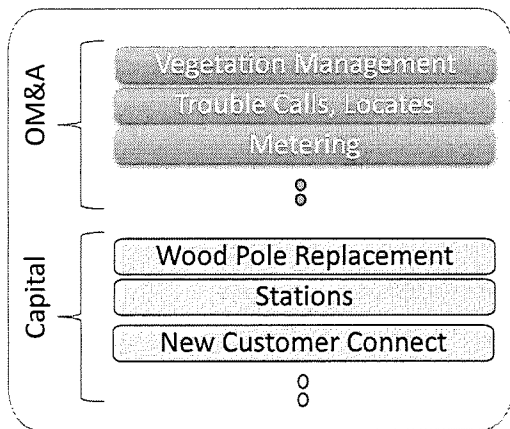 OM&A
Vegetation Management
Trouble Calls, Locates
Metering
Capital
Wood Pole Replacement
Stations
New Customer Connect